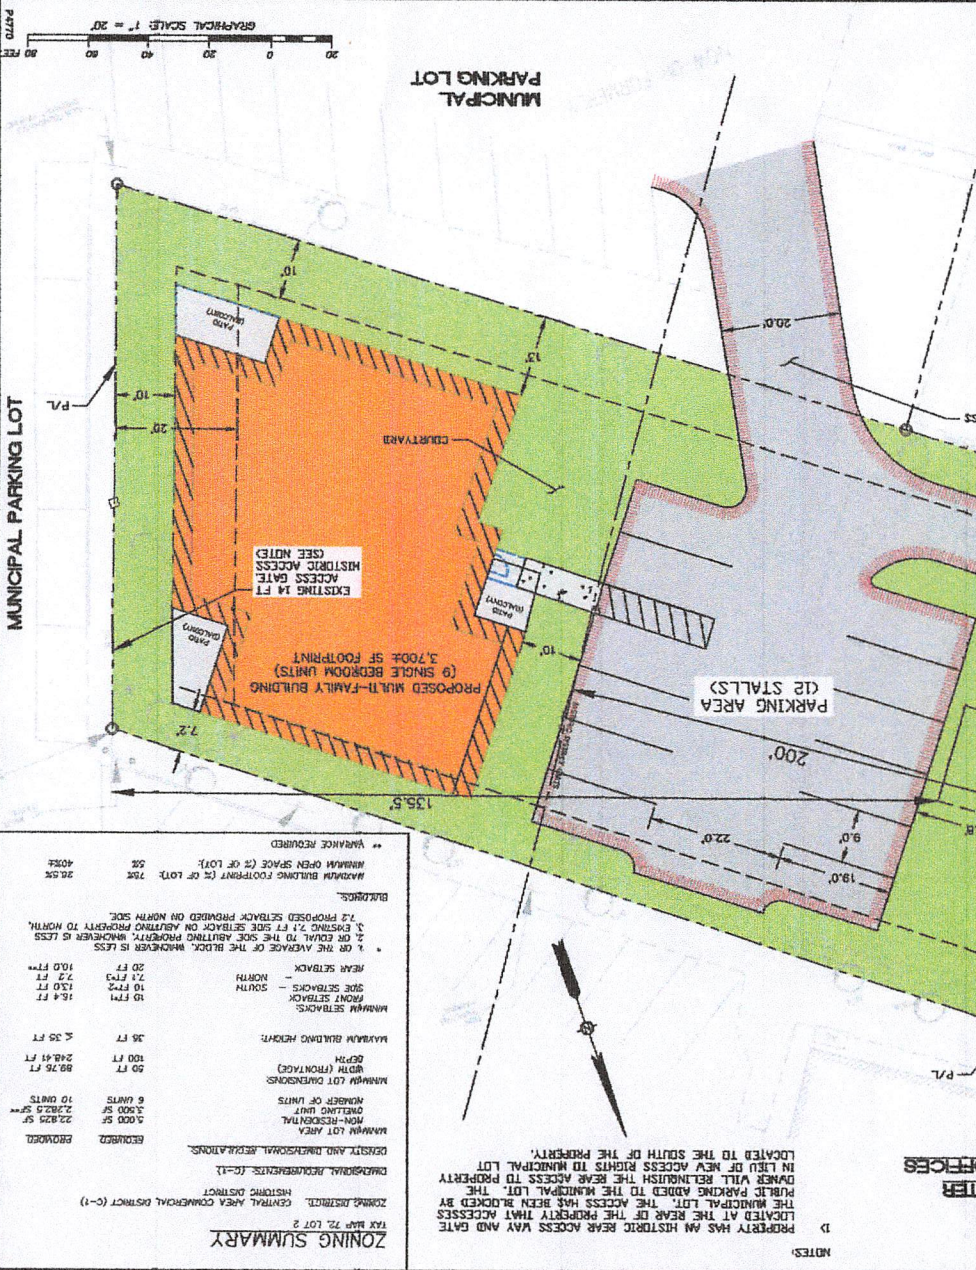 NOTES:
1) PROPERTY HAS AN HISTORIC REAR ACCESS WAY AND GATE
LOCATED AT THE REAR OF THE PROPERTY THAT ACCESSES
THE MUNICIPAL LOT. THE ACCESS HAS BEEN BLOCKED BY
PUBLIC PARKING ADDED TO THE MUNICIPAL LOT. THE
OWNER WILL RELINQUISH THE REAR ACCESS TO PROPERTY
IN LIEU OF NEW ACCESS RIGHTS TO MUNICIPAL LOT
LOCATED TO THE SOUTH OF THE PROPERTY.
ZONING SUMMARY
TAX MAP 72, LOT 2
ZONING DISTRICT: CENTRAL AREA COMMERCIAL DISTRICT (C-1)
HISTORIC DISTRICT
DIMENSIONAL REQUIREMENTS: (C-1)
DENSITY AND DIMENSIONAL REGULATIONS:
REQUIRED PROVIDED
MINIMUM LOT AREA
NON-RESIDENTIAL 5,000 SF 22,825 SF
DWELLING UNIT 3,500 SF 2,282.5 SF**
NUMBER OF UNITS 6 UNITS 10 UNITS
MINIMUM LOT DIMENSIONS:
WIDTH (FRONTAGE) 50 FT 89.76 FT
DEPTH 100 FT 248.41 FT
MAXIMUM BUILDING HEIGHT: 35 FT ≤ 35 FT
MINIMUM SETBACKS:
FRONT SETBACK 10 FT*1 16.4 FT
SIDE SETBACKS - SOUTH 10 FT*2 13.0 FT
- NORTH 7.1 FT*3 7.2 FT
REAR SETBACK 20 FT 10.0 FT**
* 1. OR THE AVERAGE OF THE BLOCK, WHICHEVER IS LESS
2. OR EQUAL TO THE SIDE ABUTTING PROPERTY, WHICHEVER IS LESS
3. EXISTING 7.1 FT SIDE SETBACK ON ABUTTING PROPERTY TO NORTH,
7.2 PROPOSED SETBACK PROVIDED ON NORTH SIDE.
BUILDINGS:
MAXIMUM BUILDING FOOTPRINT (% OF LOT): 75% 26.5%
MINIMUM OPEN SPACE (% OF LOT): 5% 40%±
** VARIANCE REQUIRED
P/L
19.0'
9.0'
22.0'
135.5'
200'
PARKING AREA
(12 STALLS)
7.2'
PROPOSED MULTI-FAMILY BUILDING
(9 SINGLE BEDROOM UNITS)
3,700± SF FOOTPRINT
10'
PATIO
(BALCONY)
PATIO
(BALCONY)
EXISTING 14 FT
ACCESS GATE.
HISTORIC ACCESS
(SEE NOTE)
COURTYARD
20'
10'
P/L
13'
20.0'
PATIO
(BALCONY)
10'
MUNICIPAL PARKING LOT
MUNICIPAL
PARKING LOT
20 0 20 40 60 80 FEET
GRAPHICAL SCALE: 1" = 20'
P4770
OFFICES